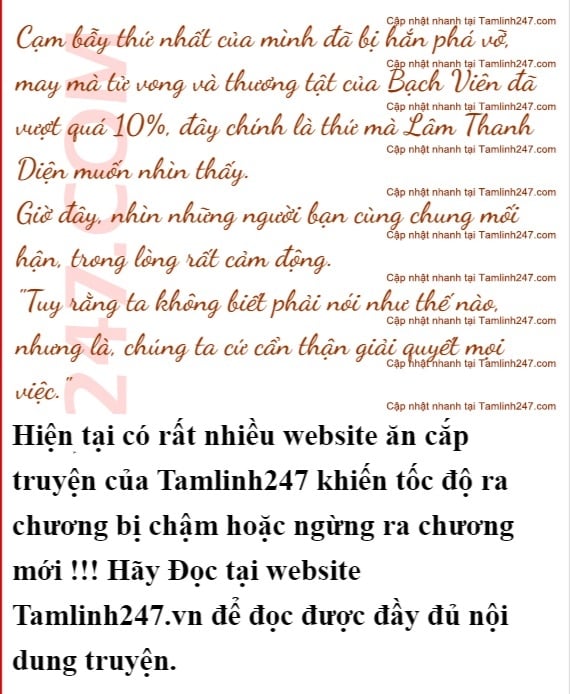 Cập nhật nhanh tại Tamlinh247.com
Cạm bẫy thứ nhất của mình đã bị hắn phá vỡ,
Cập nhật nhanh tại Tamlinh247.com
may mà tử vong và thương tật của Bạch Viên đã
Cập nhật nhanh tại Tamlinh247.com
vượt quá 10%, đây chính là thứ mà Lâm Thanh
Cập nhật nhanh tại Tamlinh247.com
Diện muốn nhìn thấy.
Cập nhật nhanh tại Tamlinh247.com
Giờ đây, nhìn những người bạn cùng chung mối
Cập nhật nhanh tại Tamlinh247.com
hận, trong lòng rất cảm động.
Cập nhật nhanh tại Tamlinh247.com
"Tuy rằng ta không biết phải nói như thế nào,
Cập nhật nhanh tại Tamlinh247.com
nhưng là, chúng ta cứ cẩn thận giải quyết mọi
Cập nhật nhanh tại Tamlinh247.com
việc."
Cập nhật nhanh tại Tamlinh247.com
247.COM
Hiện tại có rất nhiều website ăn cắp
truyện của Tamlinh247 khiến tốc độ ra
chương bị chậm hoặc ngừng ra chương
mới !!! Hãy Đọc tại website
Tamlinh247.vn để đọc được đầy đủ nội
dung truyện.